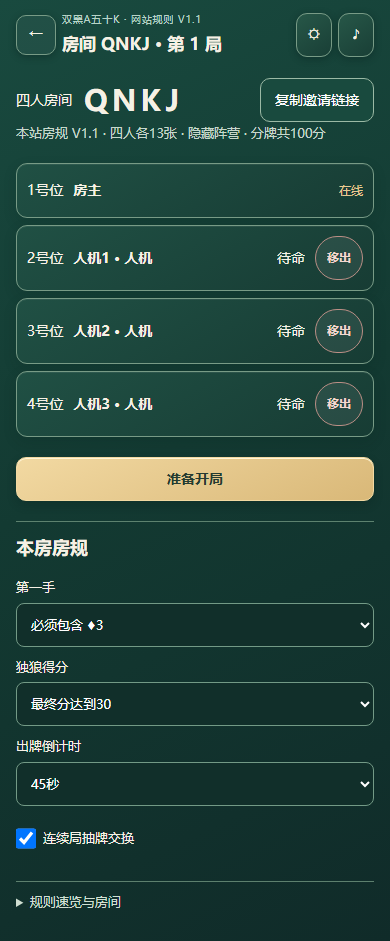 ←
双黑A五十K · 网站规则 V1.1
房间 QNKJ • 第 1 局
♪
四人房间 QNKJ
复制邀请链接
本站房规 V1.1 · 四人各13张 · 隐藏阵营 · 分牌共100分
1号位 房主 在线
2号位 人机1 • 人机 待命 移出
3号位 人机2 • 人机 待命 移出
4号位 人机3 • 人机 待命 移出
准备开局
本房房规
第一手
必须包含 ♦3
独狼得分
最终分达到30
出牌倒计时
45秒
连续局抽牌交换
▶ 规则速览与房间